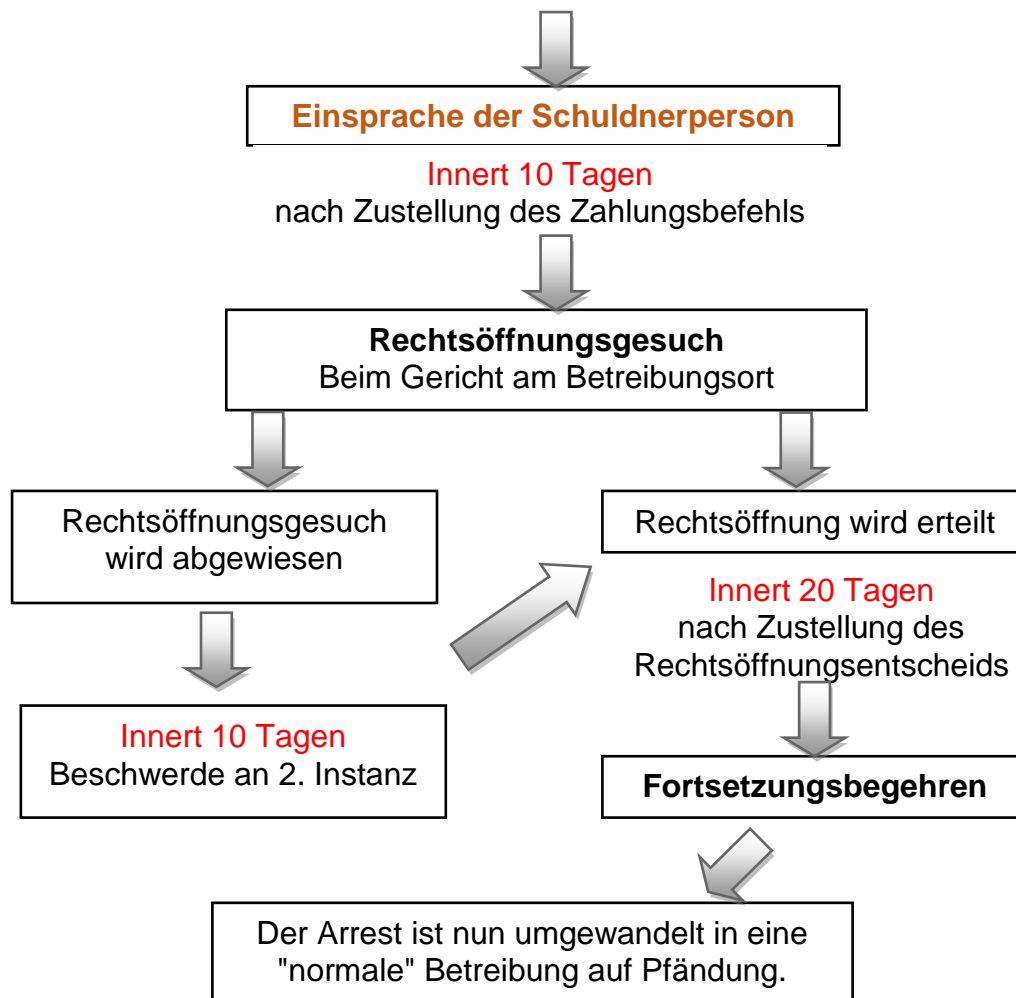 Einsprache der Schuldnerperson
Innert 10 Tagen
nach Zustellung des Zahlungsbefehls
Rechtsöffnungsgesuch
Beim Gericht am Betreibungsort
Rechtsöffnungsgesuch
wird abgewiesen
Rechtsöffnung wird erteilt
Innert 20 Tagen
nach Zustellung des
Rechtsöffnungsentscheids
Innert 10 Tagen
Beschwerde an 2. Instanz
Fortsetzungsbegehren
Der Arrest ist nun umgewandelt in eine
"normale" Betreibung auf Pfändung.